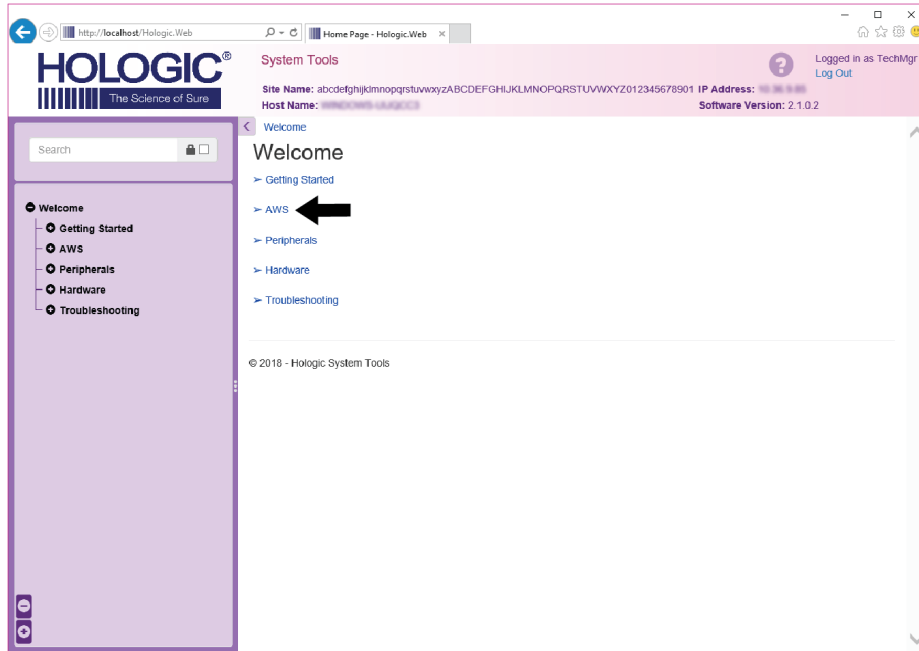 http://localhost/Hologic.Web
Home Page - Hologic.Web
HOLOGIC®
The Science of Sure
System Tools
Logged in as TechMgr
Log Out
Site Name: abcdefghijklmnopqrstuvwxyzABCDEFGHIJKLMNOPQRSTUVWXYZ012345678901 IP Address:
Host Name:
Software Version: 2.1.0.2
Search
Welcome
Getting Started
AWS
Peripherals
Hardware
Troubleshooting
Welcome
Welcome
Getting Started
AWS
Peripherals
Hardware
Troubleshooting
© 2018 - Hologic System Tools